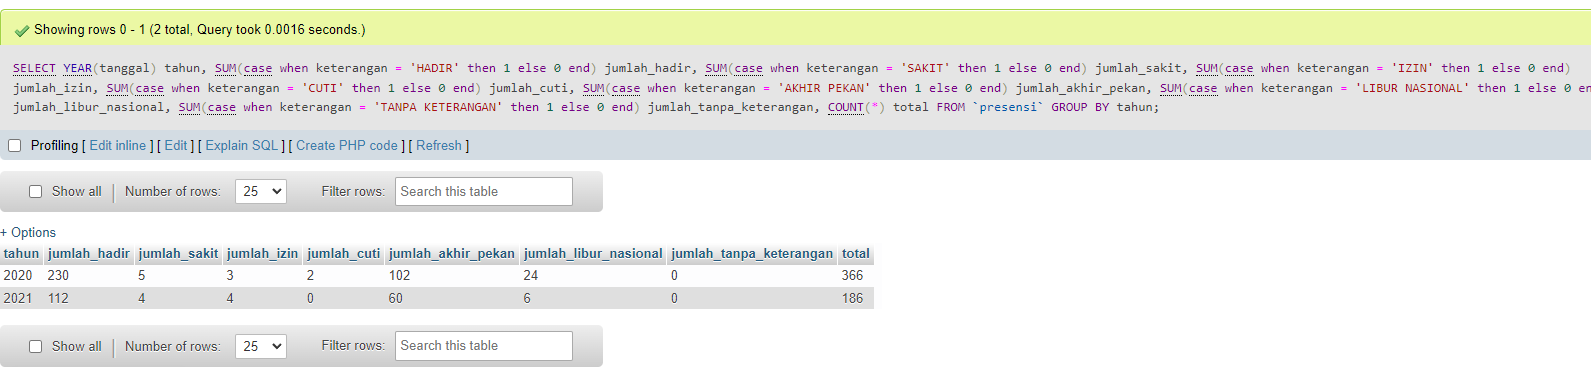 Showing rows 0 - 1 (2 total, Query took 0.0016 seconds.)
SELECT YEAR(tanggal) tahun, SUM(case when keterangan = 'HADIR' then 1 else 0 end) jumlah_hadir, SUM(case when keterangan = 'SAKIT' then 1 else 0 end) jumlah_sakit, SUM(case when keterangan = 'IZIN' then 1 else 0 end)
jumlah_izin, SUM(case when keterangan = 'CUTI' then 1 else 0 end) jumlah_cuti, SUM(case when keterangan = 'AKHIR PEKAN' then 1 else 0 end) jumlah_akhir_pekan, SUM(case when keterangan = 'LIBUR NASIONAL' then 1 else 0 en
jumlah_libur_nasional, SUM(case when keterangan = 'TANPA KETERANGAN' then 1 else 0 end) jumlah_tanpa_keterangan, COUNT(*) total FROM `presensi` GROUP BY tahun;
Profiling [ Edit inline ] [ Edit ] [ Explain SQL ] [ Create PHP code ] [ Refresh ]
Show all Number of rows: 25 Filter rows: Search this table
+ Options
tahun jumlah_hadir jumlah_sakit jumlah_izin jumlah_cuti jumlah_akhir_pekan jumlah_libur_nasional jumlah_tanpa_keterangan total
2020 230 5 3 2 102 24 0 366
2021 112 4 4 0 60 6 0 186
Show all Number of rows: 25 Filter rows: Search this table